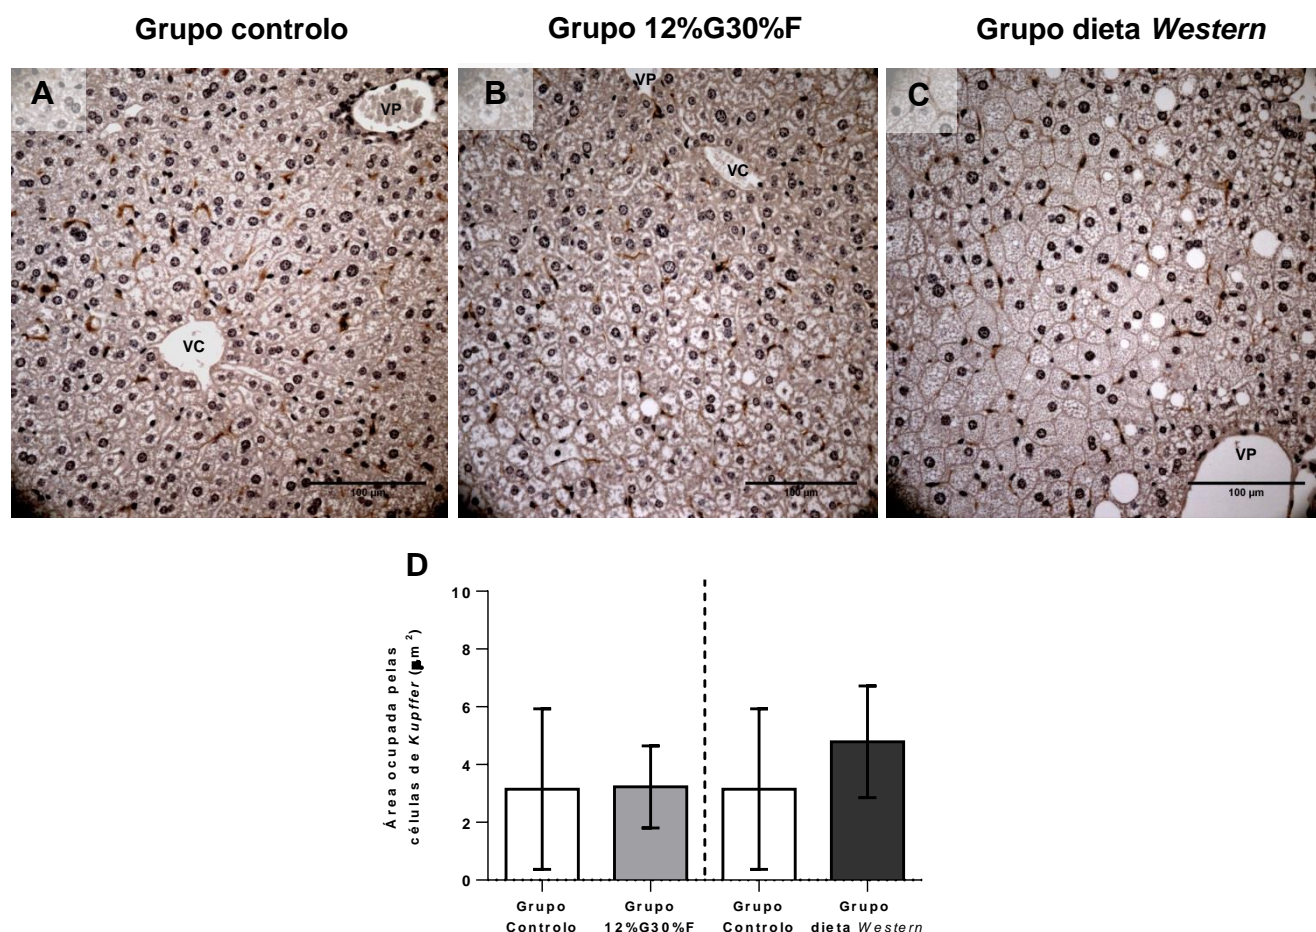 Grupo controlo
Grupo 12%G30%F
Grupo dieta Western
A
VP
VC
100 µm
B
VP
VC
100 µm
C
VP
100 µm
D
Área ocupada pelas
células de Kupffer (µm²)
10
8
6
4
2
0
Grupo
Controlo
Grupo
12%G30%F
Grupo
Controlo
Grupo
dieta Western